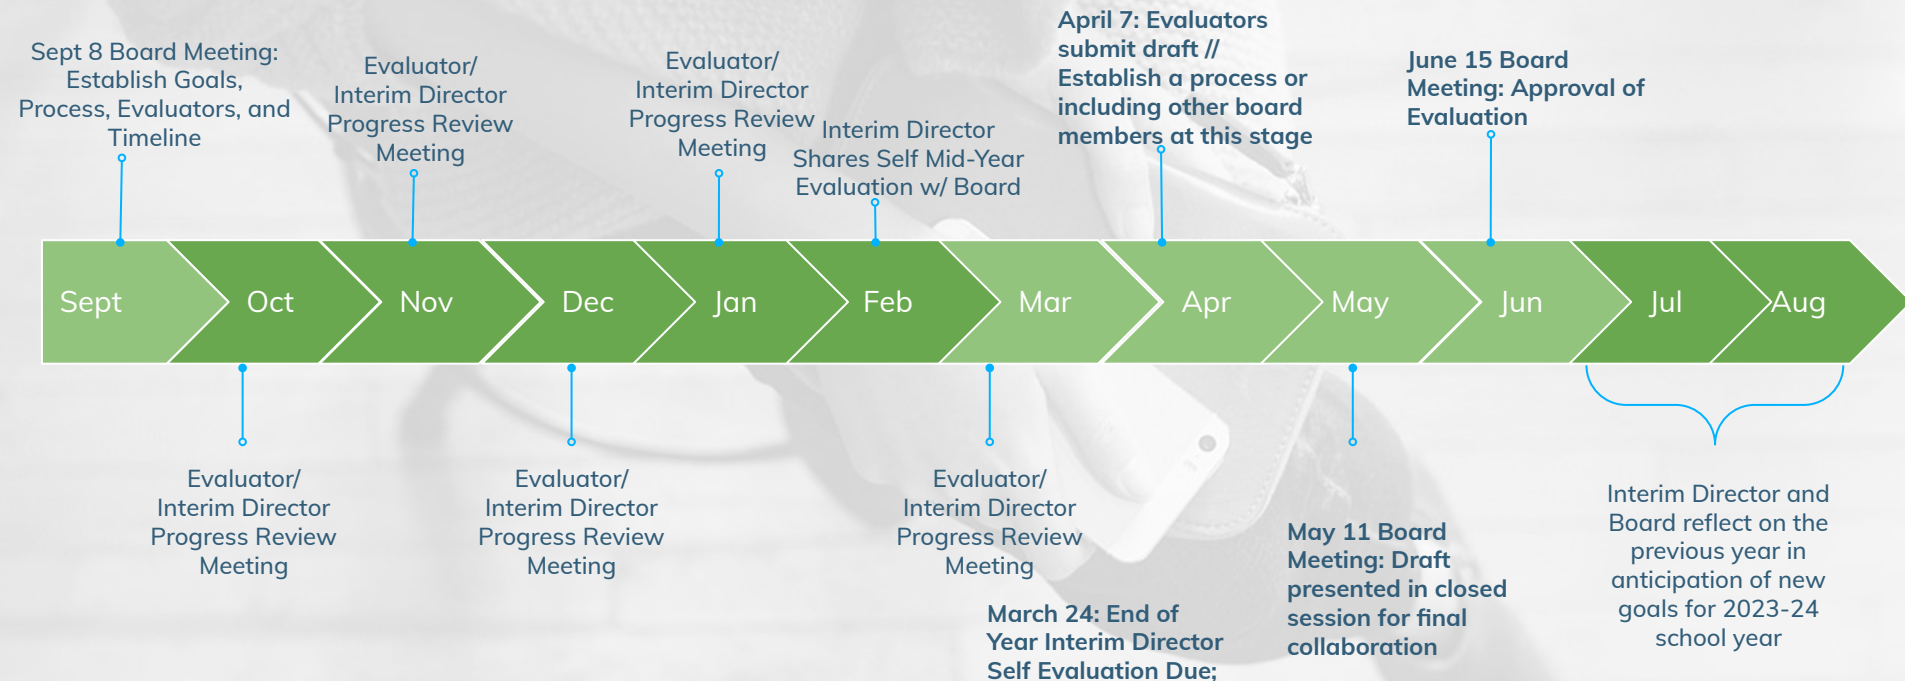 Sept 8 Board Meeting:
Establish Goals,
Process, Evaluators, and
Timeline
Evaluator/
Interim Director
Progress Review
Meeting
Evaluator/
Interim Director
Progress Review
Meeting
Interim Director
Shares Self Mid-Year
Evaluation w/ Board
April 7: Evaluators
submit draft //
Establish a process or
including other board
members at this stage
June 15 Board
Meeting: Approval of
Evaluation
Sept
Oct
Nov
Dec
Jan
Feb
Mar
Apr
May
Jun
Jul
Aug
Evaluator/
Interim Director
Progress Review
Meeting
Evaluator/
Interim Director
Progress Review
Meeting
Evaluator/
Interim Director
Progress Review
Meeting
March 24: End of
Year Interim Director
Self Evaluation Due;
May 11 Board
Meeting: Draft
presented in closed
session for final
collaboration
Interim Director and
Board reflect on the
previous year in
anticipation of new
goals for 2023-24
school year